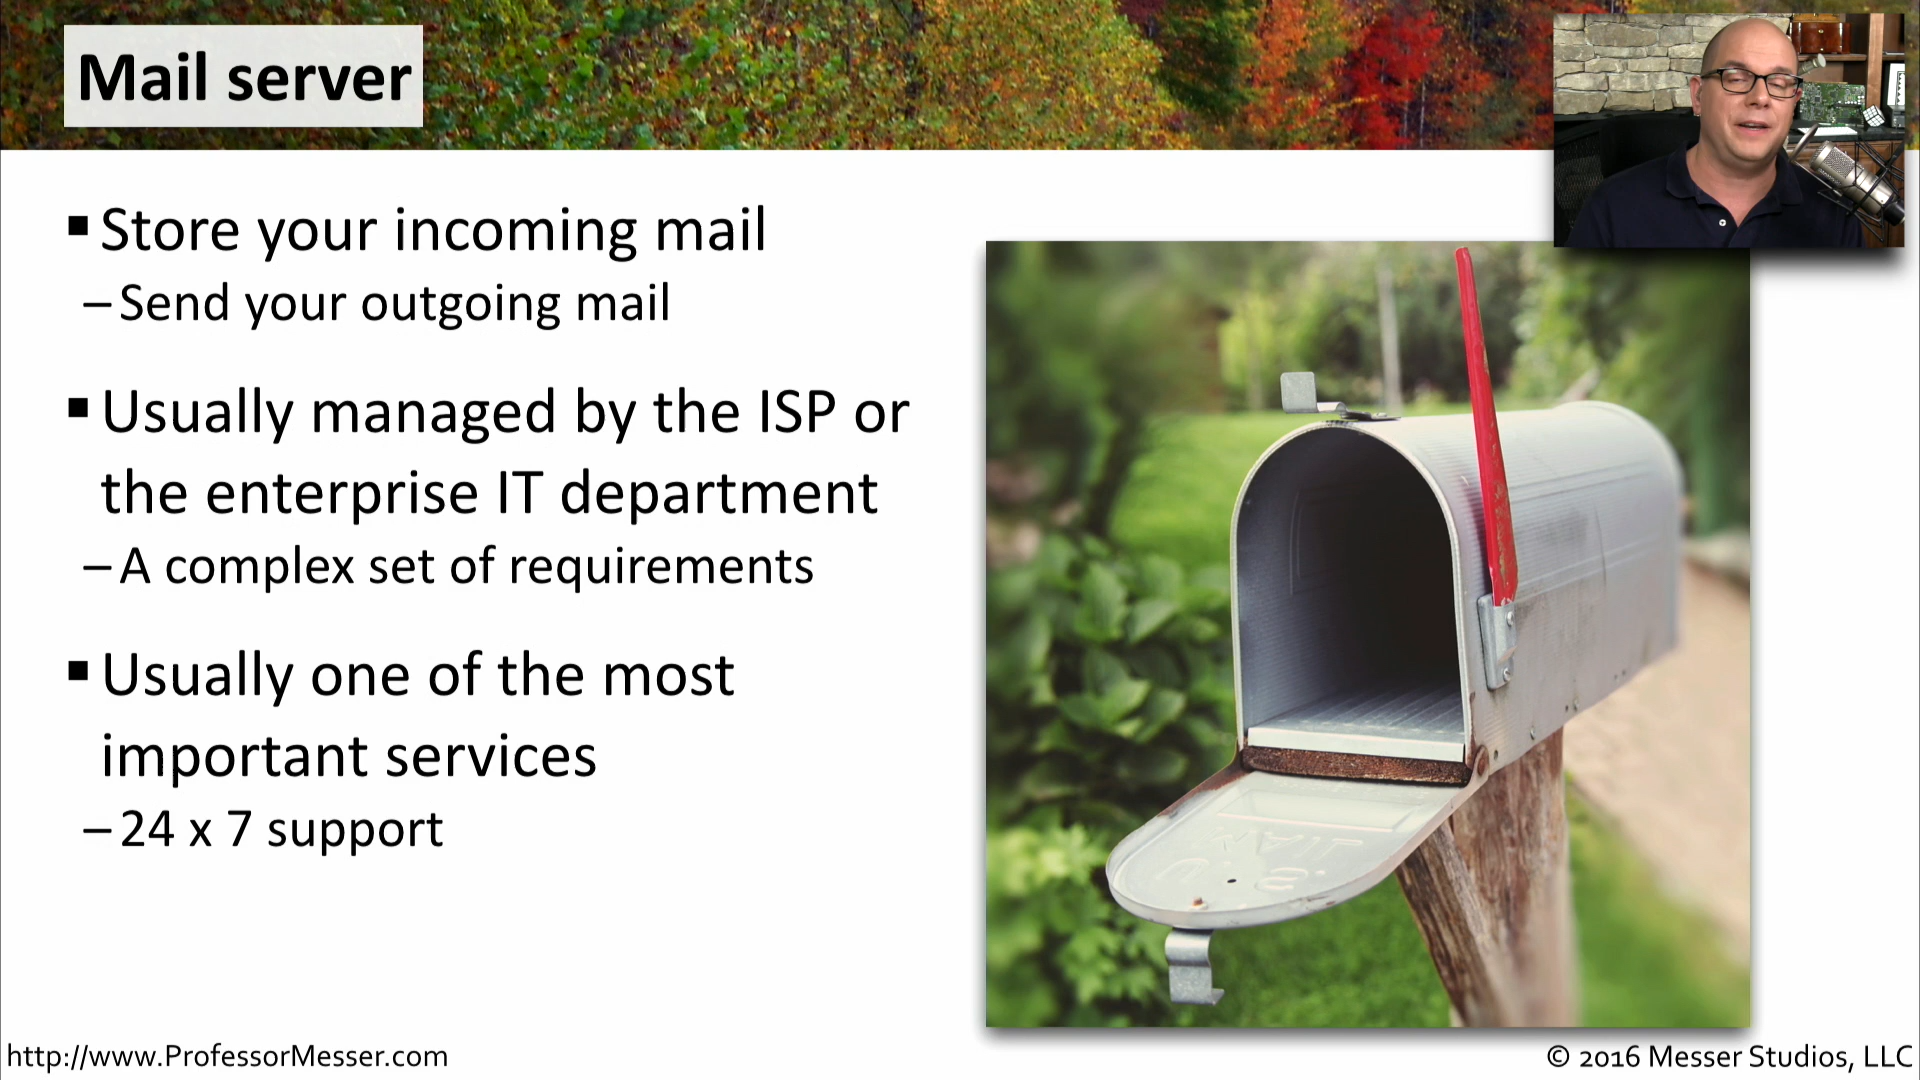 Mail server
▪ Store your incoming mail
– Send your outgoing mail
▪ Usually managed by the ISP or
the enterprise IT department
– A complex set of requirements
▪ Usually one of the most
important services
– 24 x 7 support
U.S. MAIL
http://www.ProfessorMesser.com
© 2016 Messer Studios, LLC